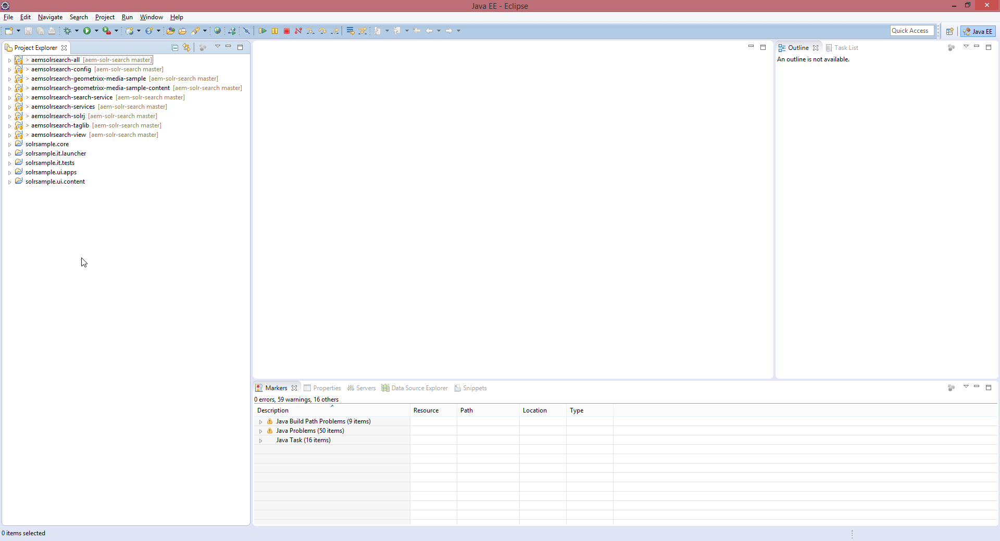 Java EE - Eclipse
File Edit Navigate Search Project Run Window Help
Quick Access
Java EE
Project Explorer
> aemsolrsearch-all [aem-solr-search master]
> aemsolrsearch-config [aem-solr-search master]
> aemsolrsearch-geometrixx-media-sample [aem-solr-search master]
> aemsolrsearch-geometrixx-media-sample-content [aem-solr-search master]
> aemsolrsearch-search-service [aem-solr-search master]
> aemsolrsearch-services [aem-solr-search master]
> aemsolrsearch-solrj [aem-solr-search master]
> aemsolrsearch-taglib [aem-solr-search master]
> aemsolrsearch-view [aem-solr-search master]
solrsample.core
solrsample.it.launcher
solrsample.it.tests
solrsample.ui.apps
solrsample.ui.content
Outline Task List
An outline is not available.
Markers Properties Servers Data Source Explorer Snippets
0 errors, 59 warnings, 16 others
Description Resource Path Location Type
Java Build Path Problems (9 items)
Java Problems (50 items)
Java Task (16 items)
0 items selected